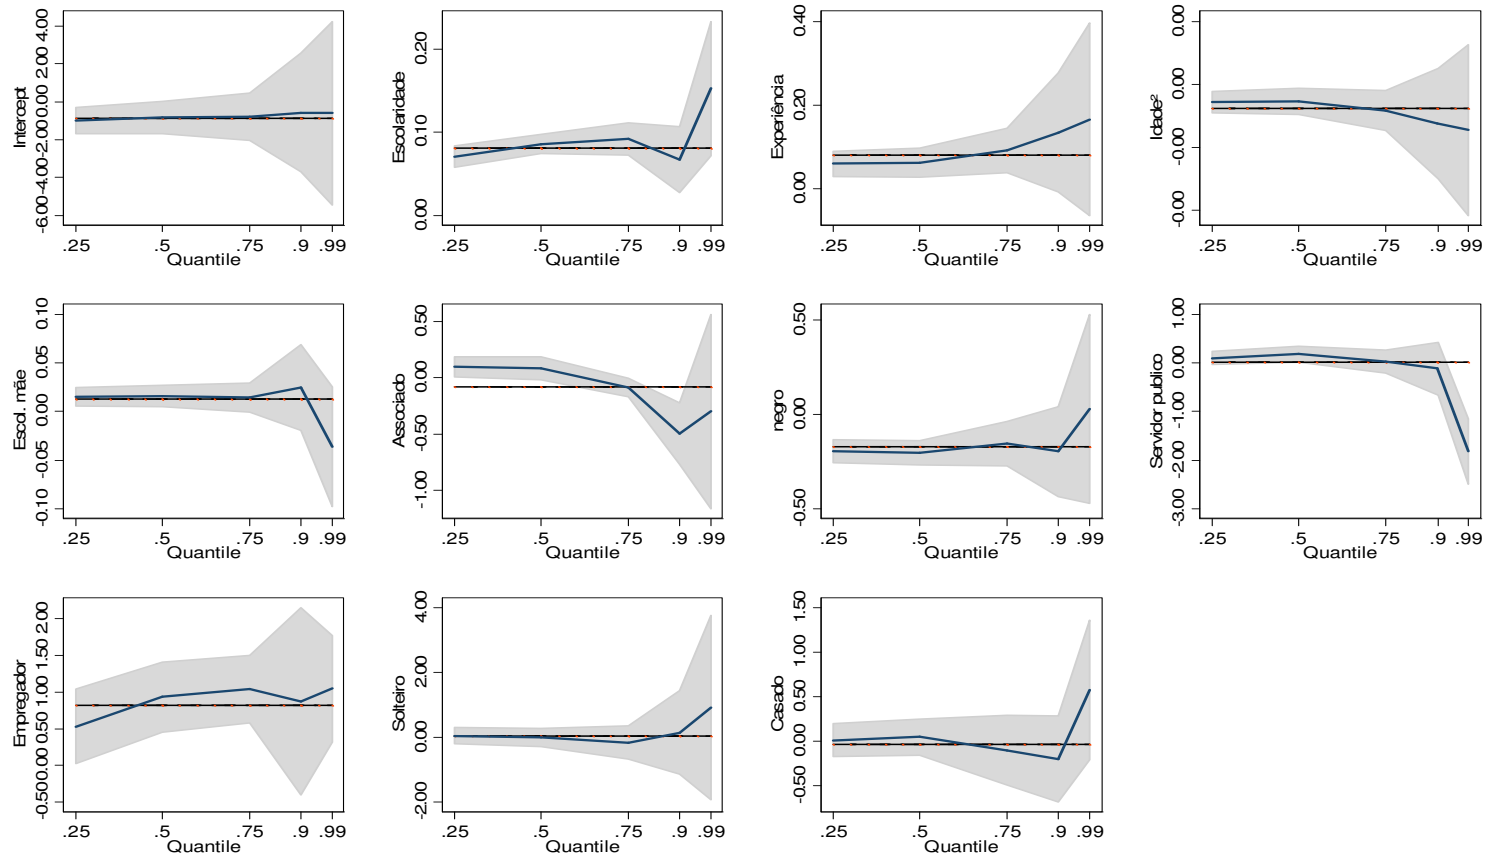 Intercept
-6.00 -4.00 -2.00 0.00 2.00 4.00
.25 .5 .75 .9 .99
Quantile
Escolaridade
0.00 0.10 0.20
.25 .5 .75 .9 .99
Quantile
Experiência
0.00 0.20 0.40
.25 .5 .75 .9 .99
Quantile
Idade²
-0.00 -0.00 0.00 0.00
.25 .5 .75 .9 .99
Quantile
Escol. mãe
-0.10 -0.05 0.00 0.05 0.10
.25 .5 .75 .9 .99
Quantile
Associado
-1.00 -0.50 0.00 0.50
.25 .5 .75 .9 .99
Quantile
negro
-0.50 0.00 0.50
.25 .5 .75 .9 .99
Quantile
Servidor publico
-3.00 -2.00 -1.00 0.00 1.00
.25 .5 .75 .9 .99
Quantile
Empregador
-0.50 0.00 0.50 1.00 1.50 2.00
.25 .5 .75 .9 .99
Quantile
Solteiro
-2.00 0.00 2.00 4.00
.25 .5 .75 .9 .99
Quantile
Casado
-0.50 0.00 0.50 1.00 1.50
.25 .5 .75 .9 .99
Quantile